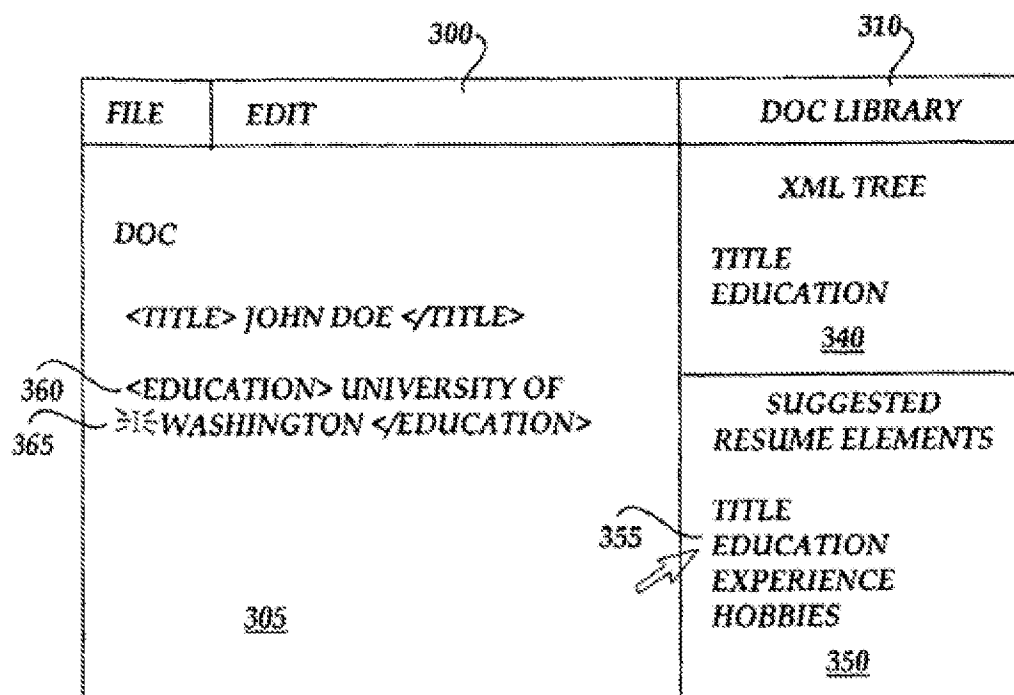 300
310
FILE EDIT
DOC LIBRARY
DOC
<TITLE> JOHN DOE </TITLE>
360
<EDUCATION> UNIVERSITY OF
365
WASHINGTON </EDUCATION>
305
XML TREE
TITLE
EDUCATION
340
SUGGESTED
RESUME ELEMENTS
TITLE
355
EDUCATION
EXPERIENCE
HOBBIES
350